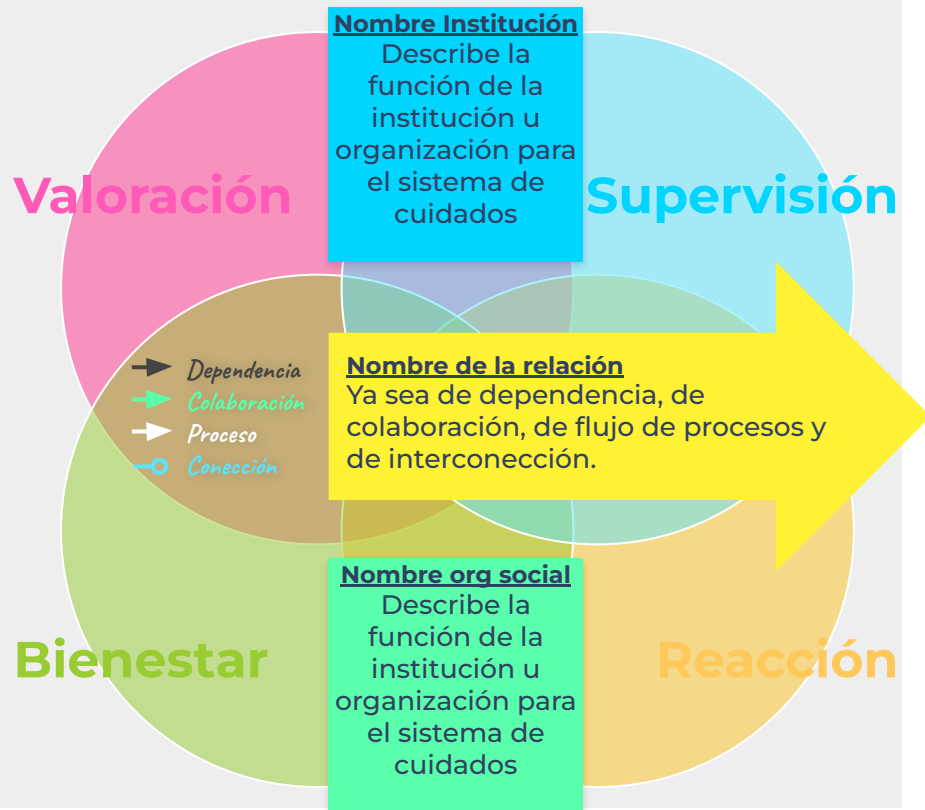 Nombre Institución
Describe la
función de la
institución u
organización para
el sistema de
cuidados
Valoración
Supervisión
Dependencia
Colaboración
Proceso
Conección
Nombre de la relación
Ya sea de dependencia, de
colaboración, de flujo de procesos y
de interconección.
Nombre org social
Describe la
función de la
institución u
organización para
el sistema de
cuidados
Bienestar
Reacción